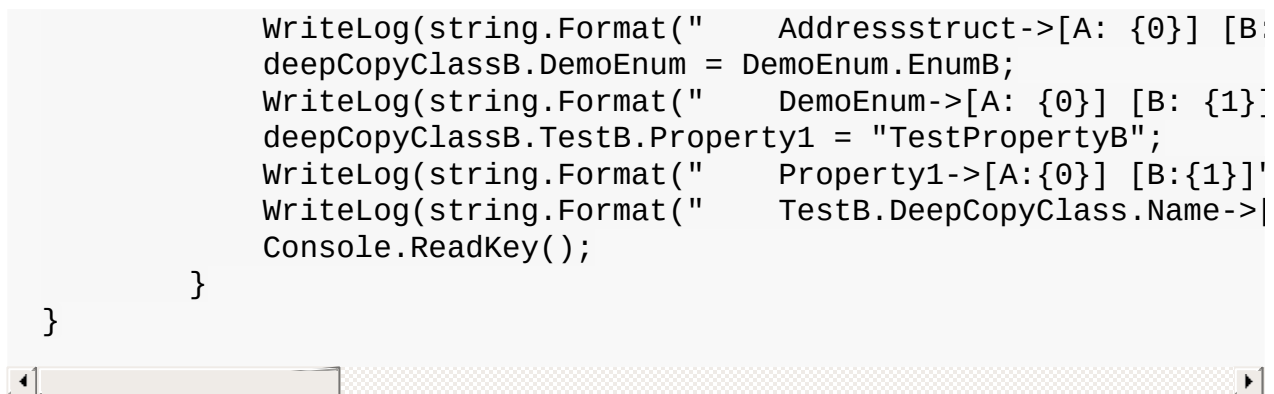 WriteLog(string.Format("    Addressstruct->[A: {0}] [B:
deepCopyClassB.DemoEnum = DemoEnum.EnumB;
WriteLog(string.Format("    DemoEnum->[A: {0}] [B: {1}]
deepCopyClassB.TestB.Property1 = "TestPropertyB";
WriteLog(string.Format("    Property1->[A:{0}] [B:{1}]"
WriteLog(string.Format("    TestB.DeepCopyClass.Name->[
Console.ReadKey();
}
}